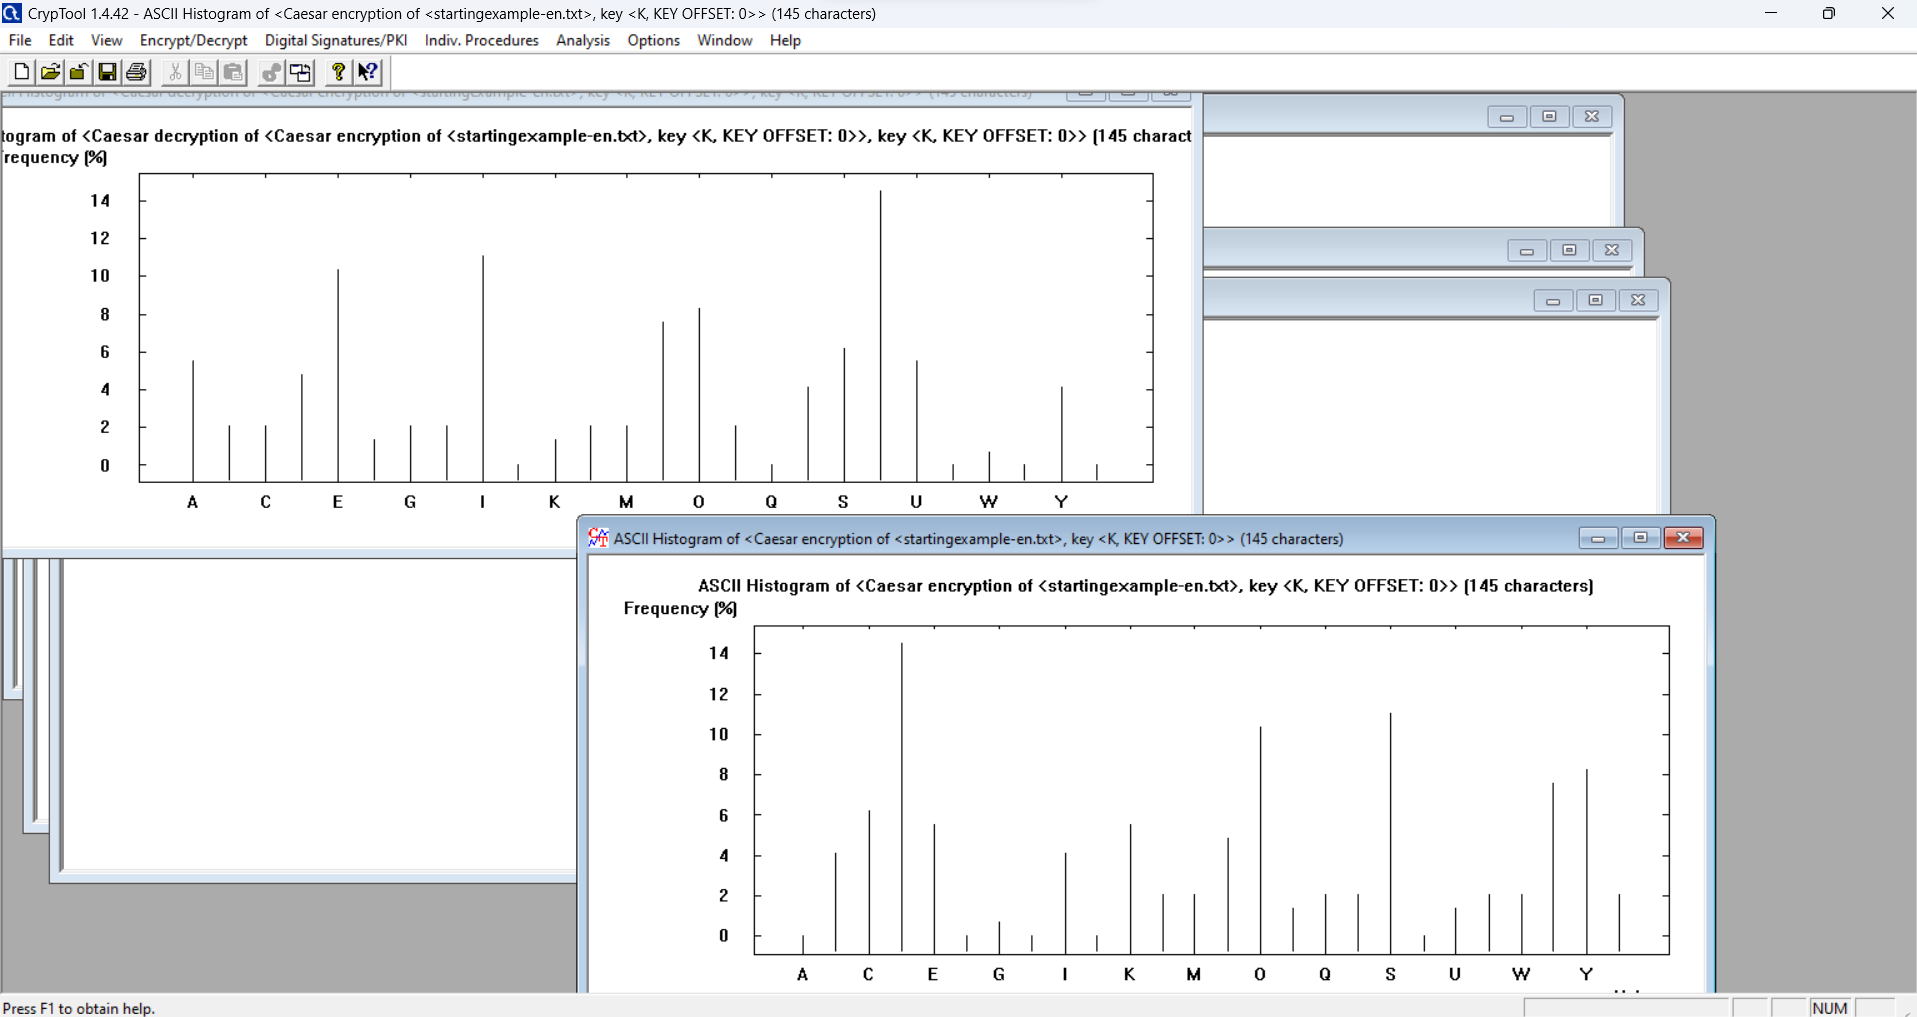 CrypTool 1.4.42 - ASCII Histogram of <Caesar encryption of <startingexample-en.txt>, key <K, KEY OFFSET: 0>> (145 characters)
File Edit View Encrypt/Decrypt Digital Signatures/PKI Indiv. Procedures Analysis Options Window Help
togram of <Caesar decryption of <Caesar encryption of <startingexample-en.txt>, key <K, KEY OFFSET: 0>>, key <K, KEY OFFSET: 0>> (145 charact
requency (%)
14
12
10
8
6
4
2
0
A C E G I K M O Q S U W Y
ASCII Histogram of <Caesar encryption of <startingexample-en.txt>, key <K, KEY OFFSET: 0>> (145 characters)
ASCII Histogram of <Caesar encryption of <startingexample-en.txt>, key <K, KEY OFFSET: 0>> (145 characters)
Frequency (%)
14
12
10
8
6
4
2
0
A C E G I K M O Q S U W Y
Press F1 to obtain help.
NUM